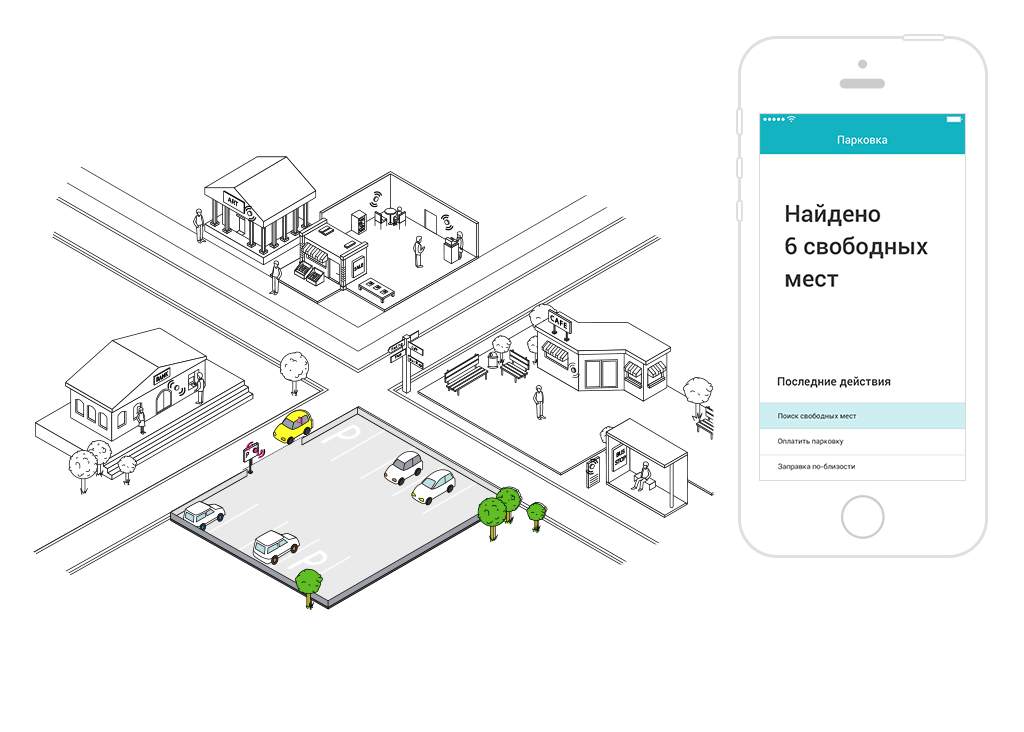 ART
SALE
CAFE
BANK
P
P
P
BUS
STOP
Парковка
Найдено
6 свободных
мест
Последние действия
Поиск свободных мест
Оплатить парковку
Заправка по-близости